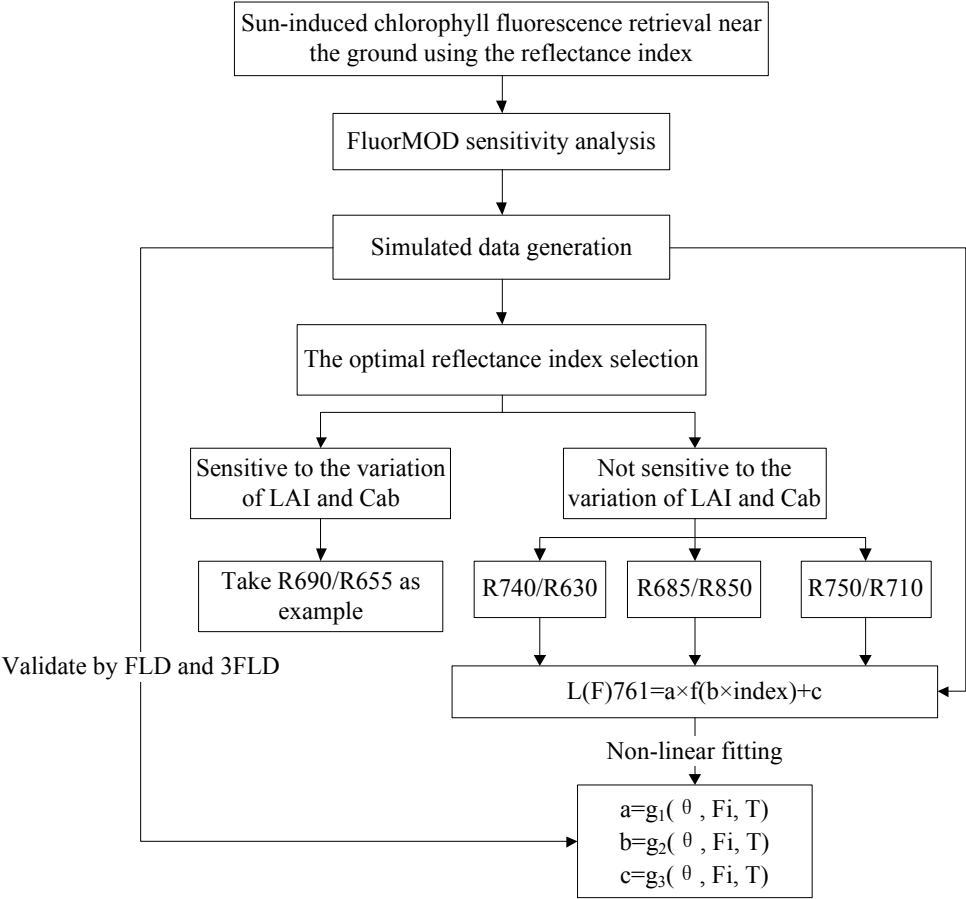 Sun-induced chlorophyll fluorescence retrieval near
the ground using the reflectance index
FluorMOD sensitivity analysis
Simulated data generation
The optimal reflectance index selection
Sensitive to the variation
of LAI and Cab
Not sensitive to the
variation of LAI and Cab
Take R690/R655 as
example
R740/R630
R685/R850
R750/R710
Validate by FLD and 3FLD
L(F)761=a×f(b×index)+c
Non-linear fitting
a=g₁( θ , Fi, T)
b=g₂( θ , Fi, T)
c=g₃( θ , Fi, T)